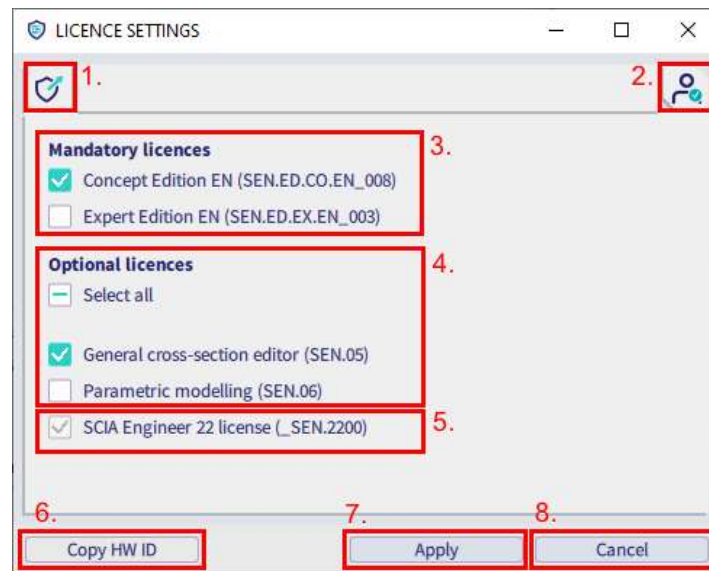 LICENCE SETTINGS
1.
2.
Mandatory licences
3.
Concept Edition EN (SEN.ED.CO.EN_008)
Expert Edition EN (SEN.ED.EX.EN_003)
Optional licences
4.
Select all
General cross-section editor (SEN.05)
Parametric modelling (SEN.06)
SCIA Engineer 22 license (_SEN.2200)
5.
6.
7.
8.
Copy HW ID
Apply
Cancel